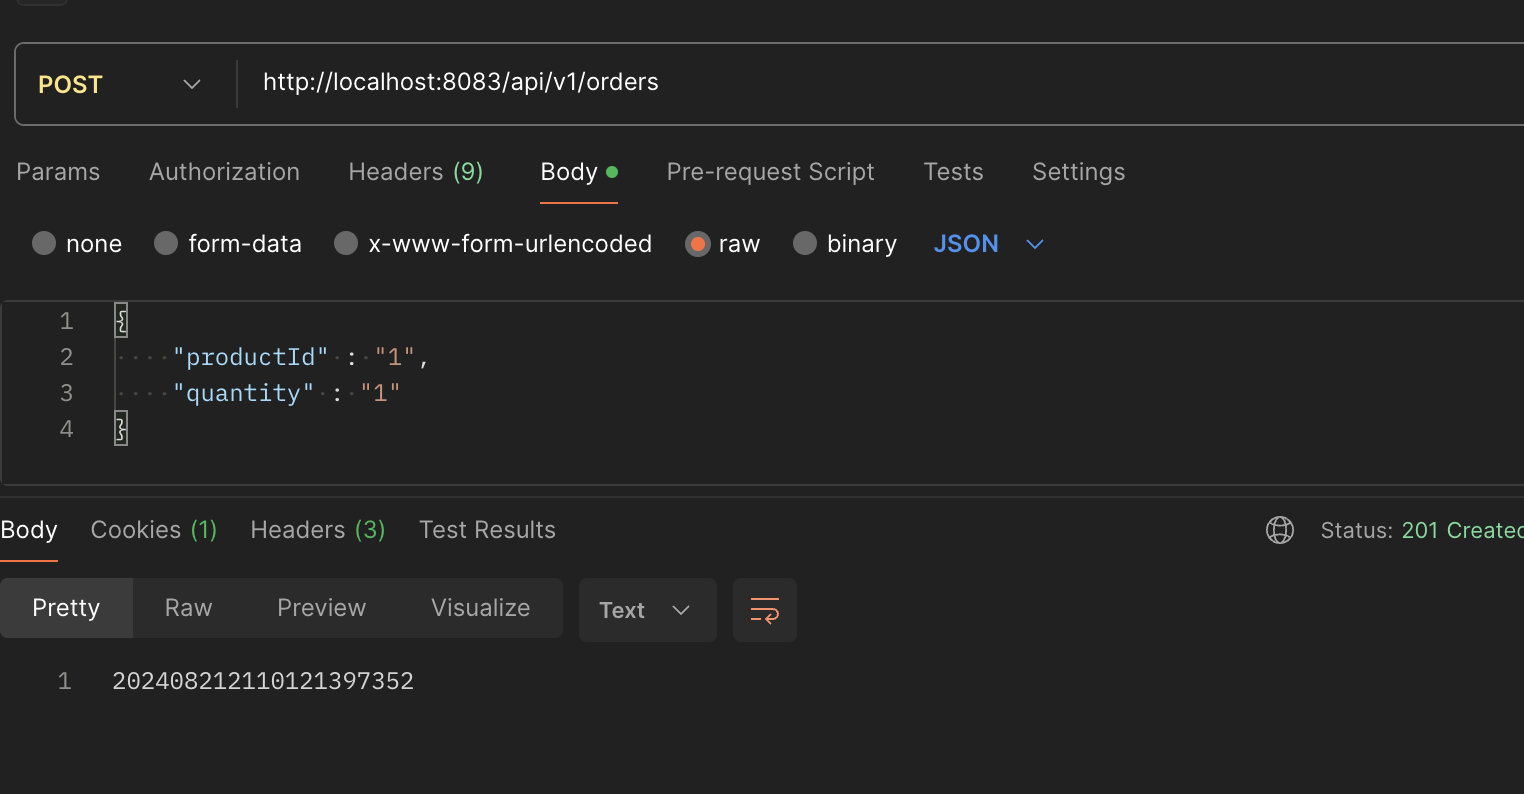 POST http://localhost:8083/api/v1/orders
Params Authorization Headers (9) Body Pre-request Script Tests Settings
none form-data x-www-form-urlencoded raw binary JSON
1 {
2 "productId" : "1",
3 "quantity" : "1"
4 }
Body Cookies (1) Headers (3) Test Results Status: 201 Created
Pretty Raw Preview Visualize Text
1 202408212110121397352